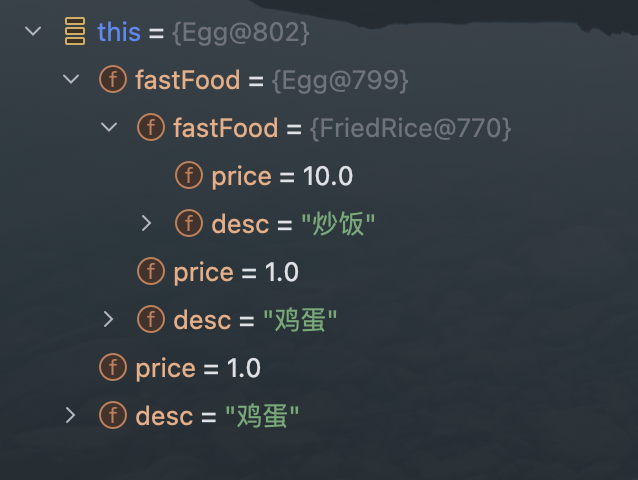 this = {Egg@802}
f fastFood = {Egg@799}
f fastFood = {FriedRice@770}
f price = 10.0
f desc = "炒饭"
f price = 1.0
f desc = "鸡蛋"
f price = 1.0
f desc = "鸡蛋"